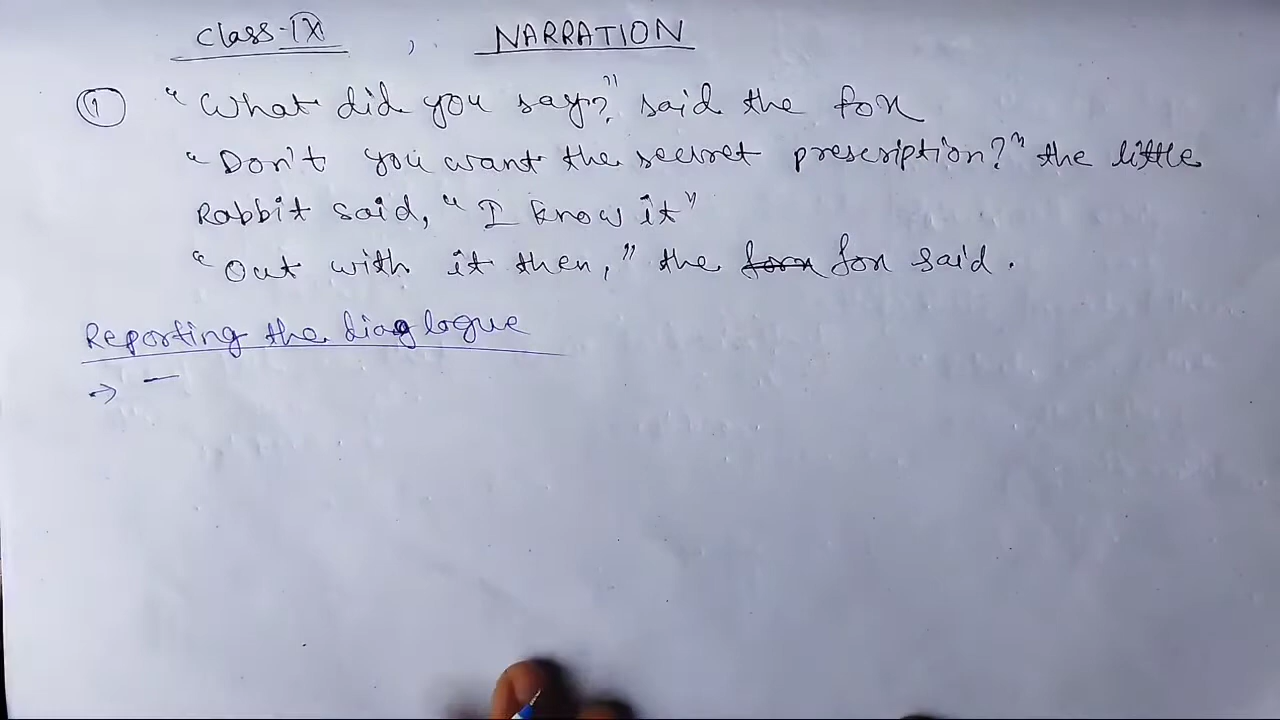 Class-IX , NARRATION
① "What did you say?" said the fox
"Don't you want the secret prescription?" the little
Rabbit said, "I know it"
"Out with it then," the fox said.
Reporting the dialogue
→ —